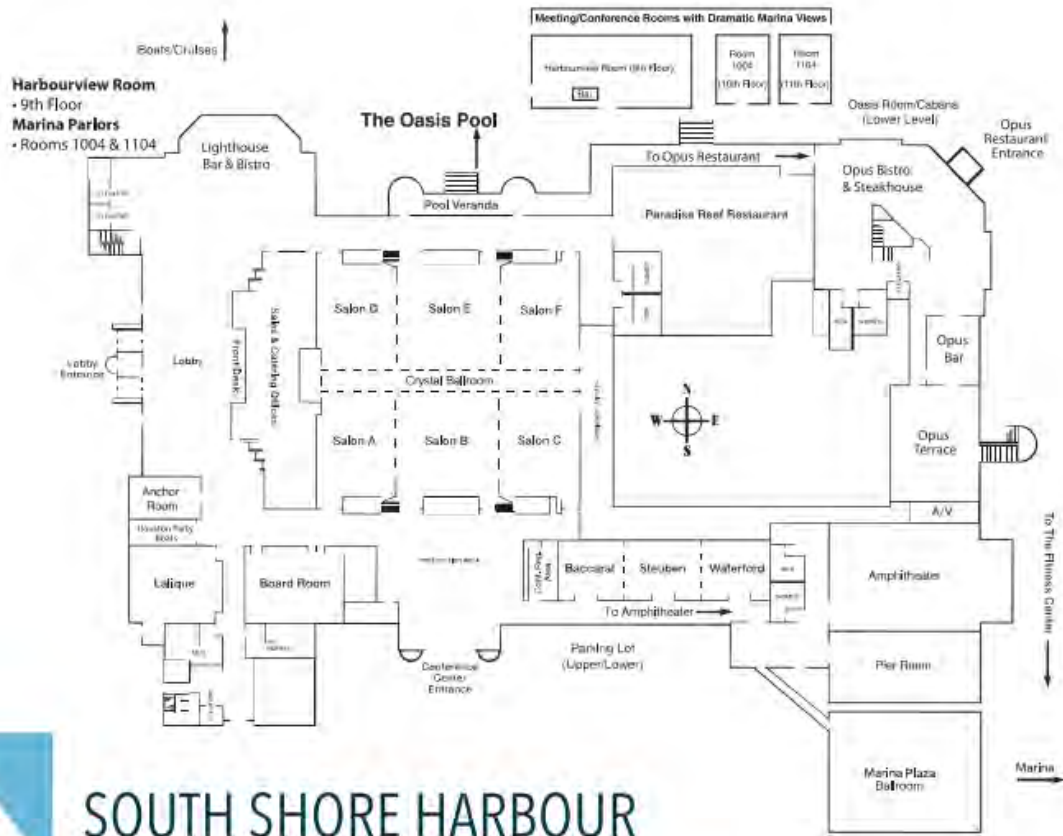 Meeting/Conference Rooms with Dramatic Marina Views
Boats/Cruises
Harbourview Room (9th Floor)
Bar
Room
1004
(10th Floor)
Room
1104
(11th Floor)
Harbourview Room
• 9th Floor
Marina Parlors
• Rooms 1004 & 1104
The Oasis Pool
Oasis Room/Cabana
(Lower Level)
Opus
Restaurant
Entrance
Lighthouse
Bar & Bistro
To Opus Restaurant
Opus Bistro
& Steakhouse
Pool Veranda
Paradise Reef Restaurant
Salon D
Salon E
Salon F
Lobby
Entrance
Lobby
Front Desk
Sales & Catering Offices
Opus
Bar
Crystal Ballroom
N
W
E
S
Salon A
Salon B
Salon C
Opus
Terrace
Anchor
Room
Houston Party
Boats
A/V
Lalique
Board Room
Baccarat
Steuben
Waterford
Amphitheater
To The Fitness Center
To Amphitheater
Conference
Center
Entrance
Parking Lot
(Upper/Lower)
Pier Room
Marina Plaza
Ballroom
Marina
SOUTH SHORE HARBOUR